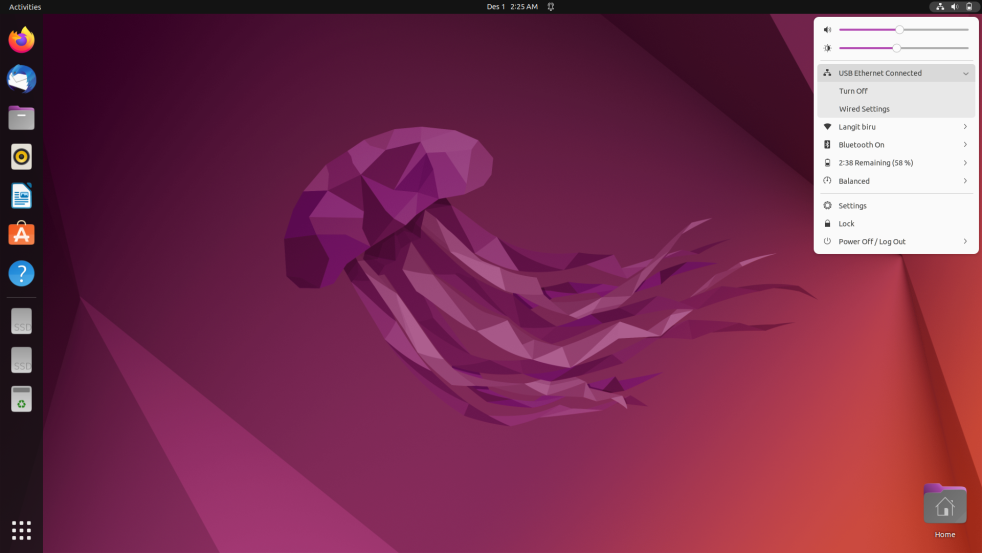 Activities
Des 1 2:25 AM
USB Ethernet Connected
Turn Off
Wired Settings
Langit biru
Bluetooth On
2:38 Remaining (58 %)
Balanced
Settings
Lock
Power Off / Log Out
SSD
SSD
Home